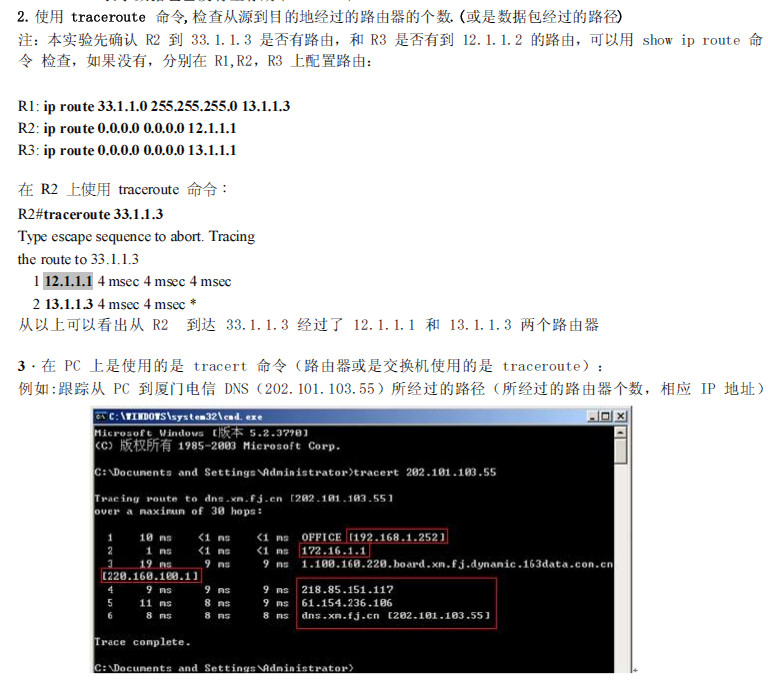 2. 使用 traceroute 命令,检查从源到目的地经过的路由器的个数. (或是数据包经过的路径)
注: 本实验先确认 R2 到 33.1.1.3 是否有路由, 和 R3 是否有到 12.1.1.2 的路由, 可以用 show ip route 命
令 检查, 如果没有, 分别在 R1,R2, R3 上配置路由:
R1: ip route 33.1.1.0 255.255.255.0 13.1.1.3
R2: ip route 0.0.0.0 0.0.0.0 12.1.1.1
R3: ip route 0.0.0.0 0.0.0.0 13.1.1.1
在 R2 上使用 traceroute 命令:
R2#traceroute 33.1.1.3
Type escape sequence to abort. Tracing
the route to 33.1.1.3
1 12.1.1.1 4 msec 4 msec 4 msec
2 13.1.1.3 4 msec 4 msec *
从以上可以看出从 R2 到达 33.1.1.3 经过了 12.1.1.1 和 13.1.1.3 两个路由器
3·在 PC 上是使用的是 tracert 命令 (路由器或是交换机使用的是 traceroute):
例如:跟踪从 PC 到厦门电信 DNS (202.101.103.55) 所经过的路径 (所经过的路由器个数, 相应 IP 地址)
C:\WINDOWS\system32\cmd.exe
Microsoft Windows [版本 5.2.3790]
(C) 版权所有 1985-2003 Microsoft Corp.
C:\Documents and Settings\Administrator>tracert 202.101.103.55
Tracing route to dns.xm.fj.cn [202.101.103.55]
over a maximum of 30 hops:
1 10 ms <1 ms <1 ms OFFICE [192.168.1.252]
2 1 ms <1 ms <1 ms 172.16.1.1
3 19 ms 9 ms 9 ms 1.100.160.220.board.xm.fj.dynamic.163data.com.cn
[220.160.100.1]
4 9 ms 9 ms 9 ms 218.85.151.117
5 11 ms 8 ms 9 ms 61.154.236.106
6 8 ms 8 ms 8 ms dns.xm.fj.cn [202.101.103.55]
Trace complete.
C:\Documents and Settings\Administrator>